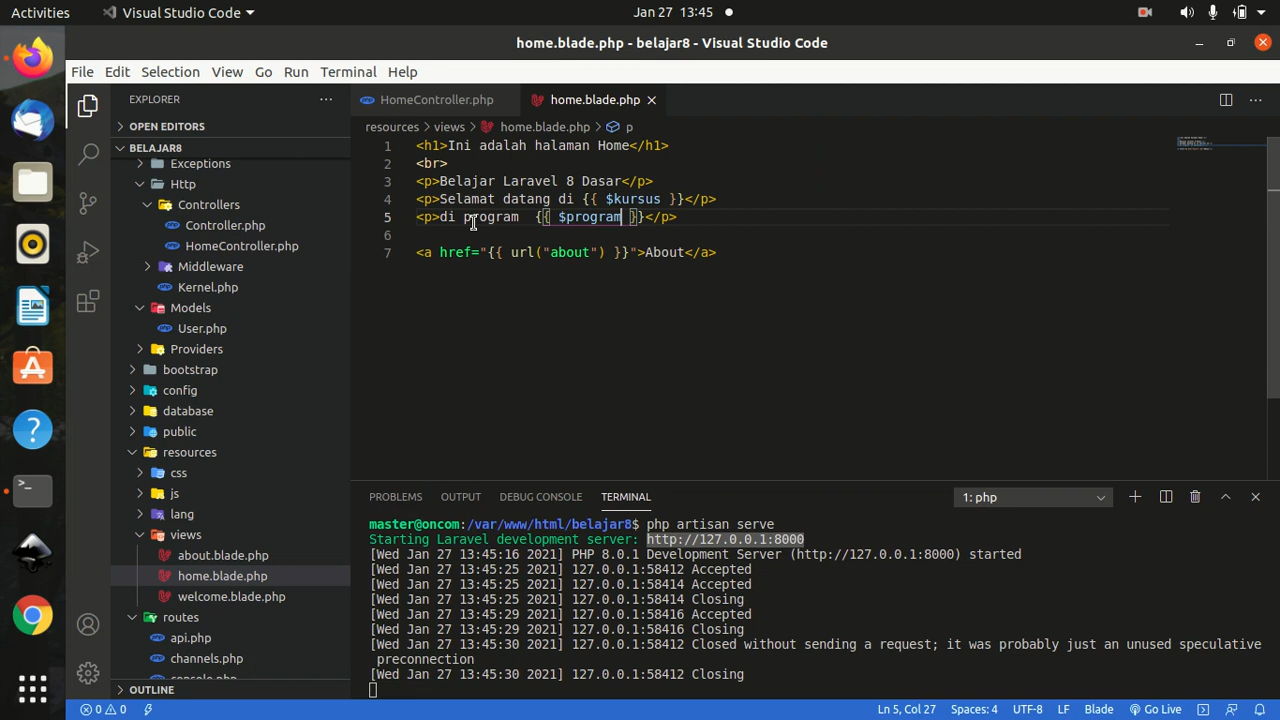 Activities
Visual Studio Code
Jan 27 13:45
home.blade.php - belajar8 - Visual Studio Code
File Edit Selection View Go Run Terminal Help
EXPLORER
OPEN EDITORS
BELAJAR8
Exceptions
Http
Controllers
Controller.php
HomeController.php
Middleware
Kernel.php
Models
User.php
Providers
bootstrap
config
database
public
resources
css
js
lang
views
about.blade.php
home.blade.php
welcome.blade.php
routes
api.php
channels.php
console.php
OUTLINE
HomeController.php home.blade.php
resources > views > home.blade.php > p
1 <h1>Ini adalah halaman Home</h1>
2 <br>
3 <p>Belajar Laravel 8 Dasar</p>
4 <p>Selamat datang di {{ $kursus }}</p>
5 <p>di program  {{ $program }}</p>
6
7 <a href="{{ url("about") }}">About</a>
PROBLEMS OUTPUT DEBUG CONSOLE TERMINAL
1: php
master@oncom:/var/www/html/belajar8$ php artisan serve
Starting Laravel development server: http://127.0.0.1:8000
[Wed Jan 27 13:45:16 2021] PHP 8.0.1 Development Server (http://127.0.0.1:8000) started
[Wed Jan 27 13:45:25 2021] 127.0.0.1:58412 Accepted
[Wed Jan 27 13:45:25 2021] 127.0.0.1:58414 Accepted
[Wed Jan 27 13:45:25 2021] 127.0.0.1:58414 Closing
[Wed Jan 27 13:45:29 2021] 127.0.0.1:58416 Accepted
[Wed Jan 27 13:45:29 2021] 127.0.0.1:58416 Closing
[Wed Jan 27 13:45:30 2021] 127.0.0.1:58412 Closed without sending a request; it was probably just an unused speculative
preconnection
[Wed Jan 27 13:45:30 2021] 127.0.0.1:58412 Closing
0 0 Ln 5, Col 27 Spaces: 4 UTF-8 LF Blade Go Live